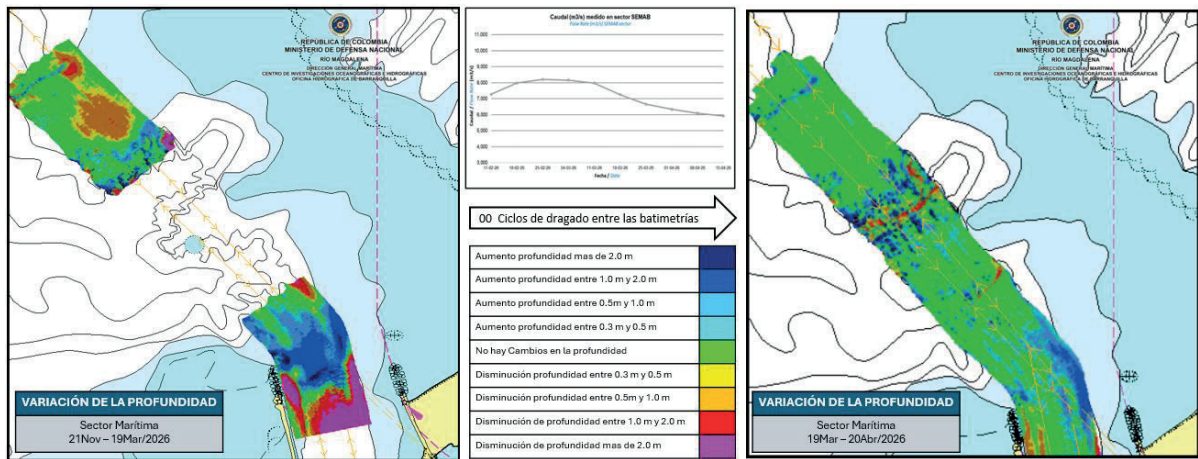 REPÚBLICA DE COLOMBIA
MINISTERIO DE DEFENSA NACIONAL
RÍO MAGDALENA
DIRECCIÓN GENERAL MARÍTIMA
CENTRO DE INVESTIGACIONES OCEANOGRÁFICAS E HIDROGRÁFICAS
OFICINA HIDROGRÁFICA DE BARRANQUILLA
VARIACIÓN DE LA PROFUNDIDAD
Sector Marítima
21Nov – 19Mar/2026
Caudal (m3/s) medido en sector SEMAB
Flow Rate (m3/s) SEMAB sector
Caudal / Flow Rate (m3/s)
11,000
10,000
9,000
8,000
7,000
6,000
5,000
4,000
3,000
Fecha / Date
00 Ciclos de dragado entre las batimetrías
Aumento profundidad mas de 2.0 m
Aumento profundidad entre 1.0 m y 2.0 m
Aumento profundidad entre 0.5m y 1.0 m
Aumento profundidad entre 0.3 m y 0.5 m
No hay Cambios en la profundidad
Disminución profundidad entre 0.3 m y 0.5 m
Disminución profundidad entre 0.5m y 1.0 m
Disminución de profundidad entre 1.0 m y 2.0 m
Disminución de profundidad mas de 2.0 m
REPÚBLICA DE COLOMBIA
MINISTERIO DE DEFENSA NACIONAL
RÍO MAGDALENA
DIRECCIÓN GENERAL MARÍTIMA
CENTRO DE INVESTIGACIONES OCEANOGRÁFICAS E HIDROGRÁFICAS
OFICINA HIDROGRÁFICA DE BARRANQUILLA
VARIACIÓN DE LA PROFUNDIDAD
Sector Marítima
19Mar – 20Abr/2026